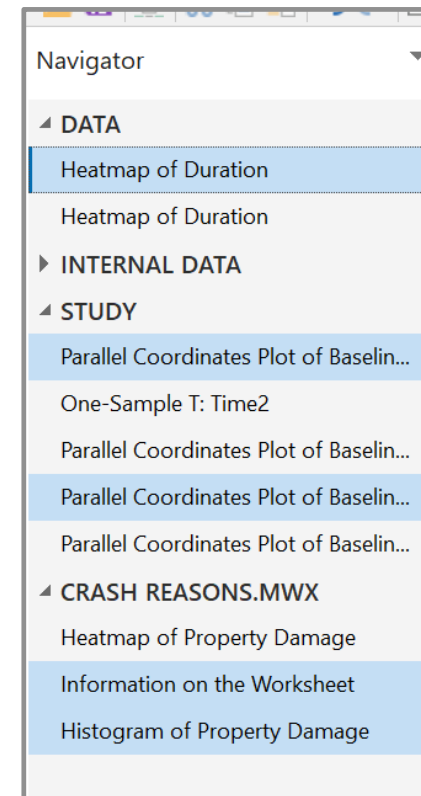 Navigator
DATA
Heatmap of Duration
Heatmap of Duration
INTERNAL DATA
STUDY
Parallel Coordinates Plot of Baselin...
One-Sample T: Time2
Parallel Coordinates Plot of Baselin...
Parallel Coordinates Plot of Baselin...
Parallel Coordinates Plot of Baselin...
CRASH REASONS.MWX
Heatmap of Property Damage
Information on the Worksheet
Histogram of Property Damage